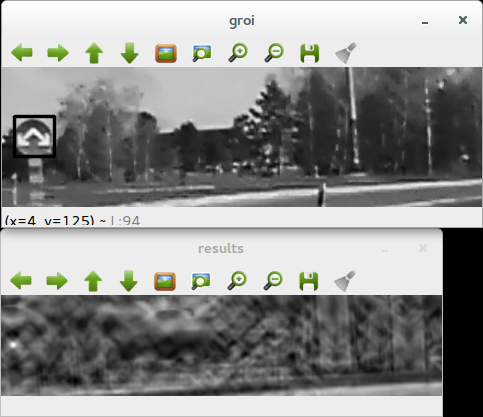 groi
(x=4, y=125) ~ L:94
results